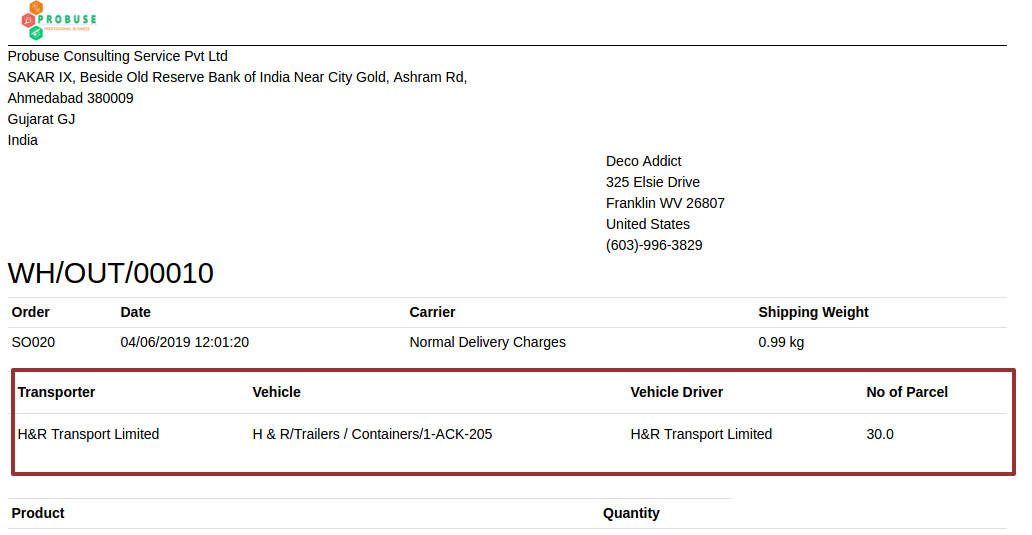 PROBUSE
PROFESSIONAL BUSINESS
Probuse Consulting Service Pvt Ltd
SAKAR IX, Beside Old Reserve Bank of India Near City Gold, Ashram Rd,
Ahmedabad 380009
Gujarat GJ
India
Deco Addict
325 Elsie Drive
Franklin WV 26807
United States
(603)-996-3829
WH/OUT/00010
Order Date Carrier Shipping Weight
SO020 04/06/2019 12:01:20 Normal Delivery Charges 0.99 kg
Transporter Vehicle Vehicle Driver No of Parcel
H&R Transport Limited H & R/Trailers / Containers/1-ACK-205 H&R Transport Limited 30.0
Product Quantity